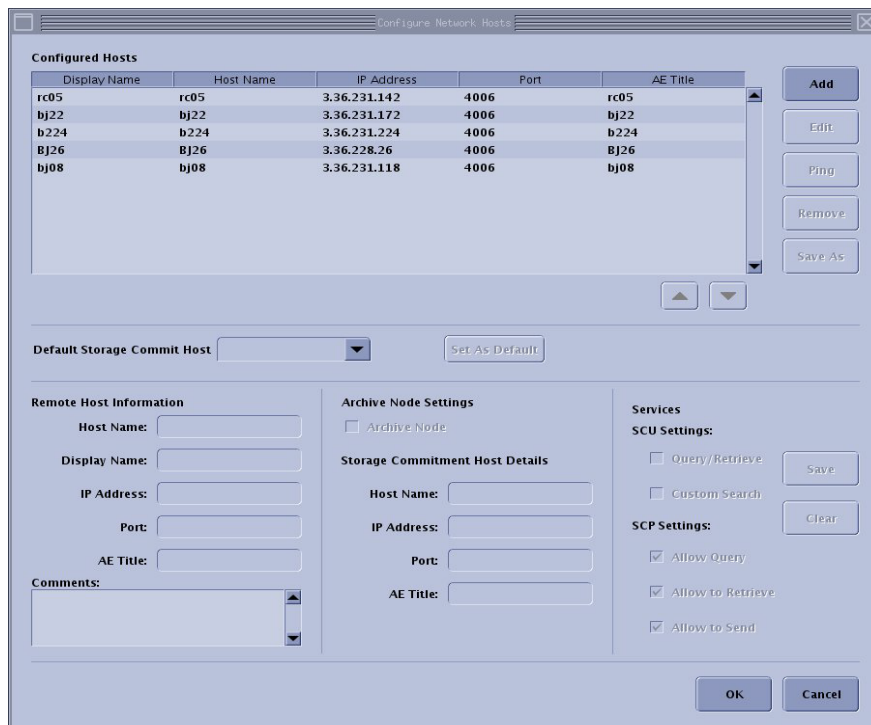 Configure Network Hosts
Configured Hosts
Display Name Host Name IP Address Port AE Title
rc05 rc05 3.36.231.142 4006 rc05
bj22 bj22 3.36.231.172 4006 bj22
b224 b224 3.36.231.224 4006 b224
BJ26 BJ26 3.36.228.26 4006 BJ26
bj08 bj08 3.36.231.118 4006 bj08
Add
Edit
Ping
Remove
Save As
Default Storage Commit Host Set As Default
Remote Host Information
Host Name:
Display Name:
IP Address:
Port:
AE Title:
Comments:
Archive Node Settings
Archive Node
Storage Commitment Host Details
Host Name:
IP Address:
Port:
AE Title:
Services
SCU Settings:
Query/Retrieve
Custom Search
SCP Settings:
Allow Query
Allow to Retrieve
Allow to Send
Save
Clear
OK Cancel